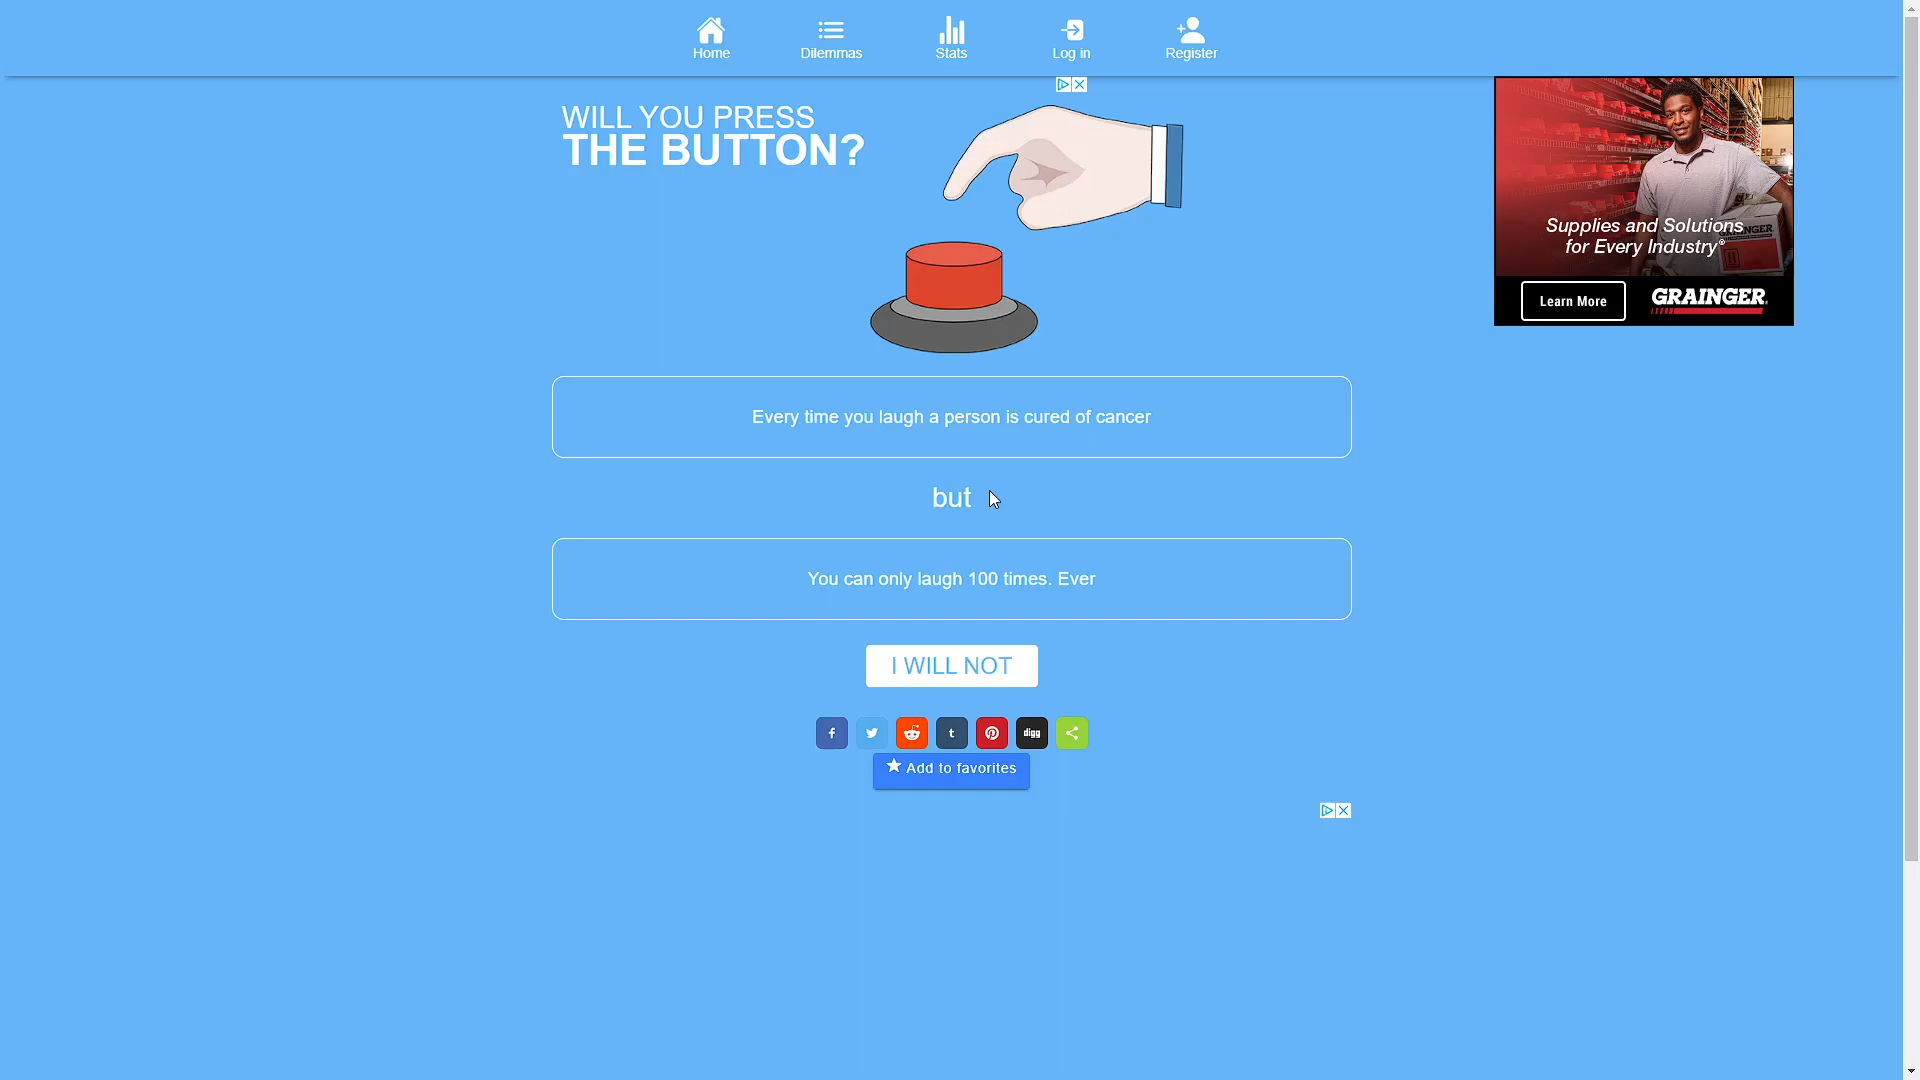 Home
Dilemmas
Stats
Log in
Register
WILL YOU PRESS
THE BUTTON?
Supplies and Solutions
for Every Industry®
GRAINGER
Learn More
GRAINGER
Every time you laugh a person is cured of cancer
but
You can only laugh 100 times. Ever
I WILL NOT
f
t
digg
Add to favorites